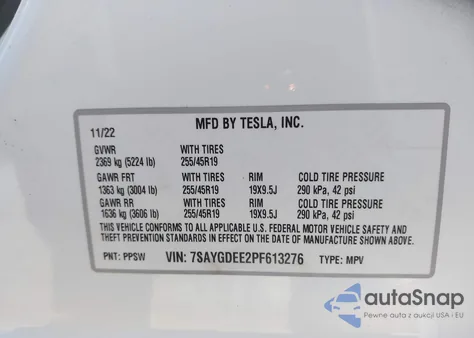 MFD BY TESLA, INC.
11/22
GVWR WITH TIRES
2369 kg (5224 lb) 255/45R19
GAWR FRT WITH TIRES RIM COLD TIRE PRESSURE
1363 kg (3004 lb) 255/45R19 19X9.5J 290 kPa, 42 psi
GAWR RR WITH TIRES RIM COLD TIRE PRESSURE
1636 kg (3606 lb) 255/45R19 19X9.5J 290 kPa, 42 psi
THIS VEHICLE CONFORMS TO ALL APPLICABLE U.S. FEDERAL MOTOR VEHICLE SAFETY AND
THEFT PREVENTION STANDARDS IN EFFECT ON THE DATE OF MANUFACTURE SHOWN ABOVE.
PNT: PPSW VIN: 7SAYGDEE2PF613276 TYPE: MPV
autoSnap
Pewne auta z aukcji USA i EU